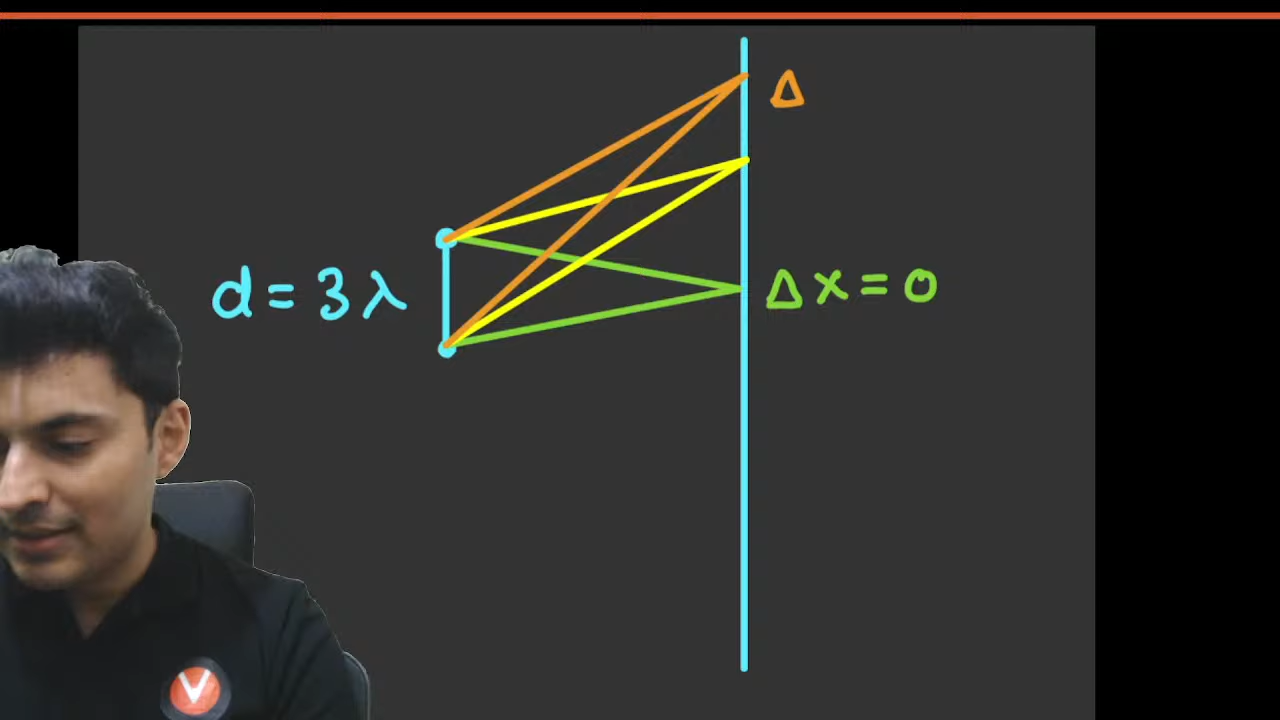 Δ
d = 3λ
Δx = 0
V